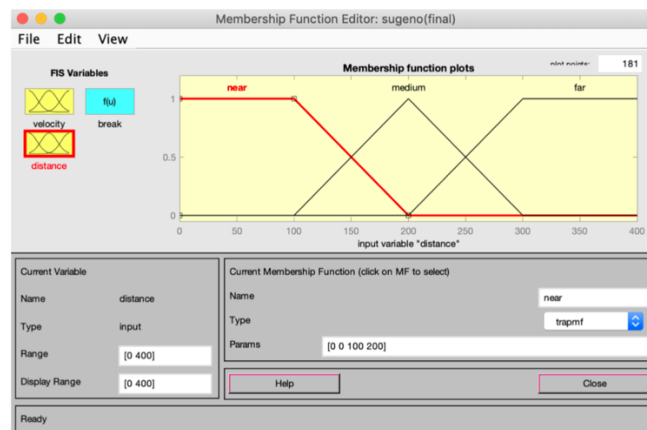 Membership Function Editor: sugeno(final)
File Edit View
FIS Variables
f(u)
velocity break
distance
Membership function plots
plot points: 181
near medium far
1
0.5
0
0 50 100 150 200 250 300 350 400
input variable "distance"
Current Variable
Name distance
Type input
Range [0 400]
Display Range [0 400]
Current Membership Function (click on MF to select)
Name near
Type trapmf
Params [0 0 100 200]
Help Close
Ready